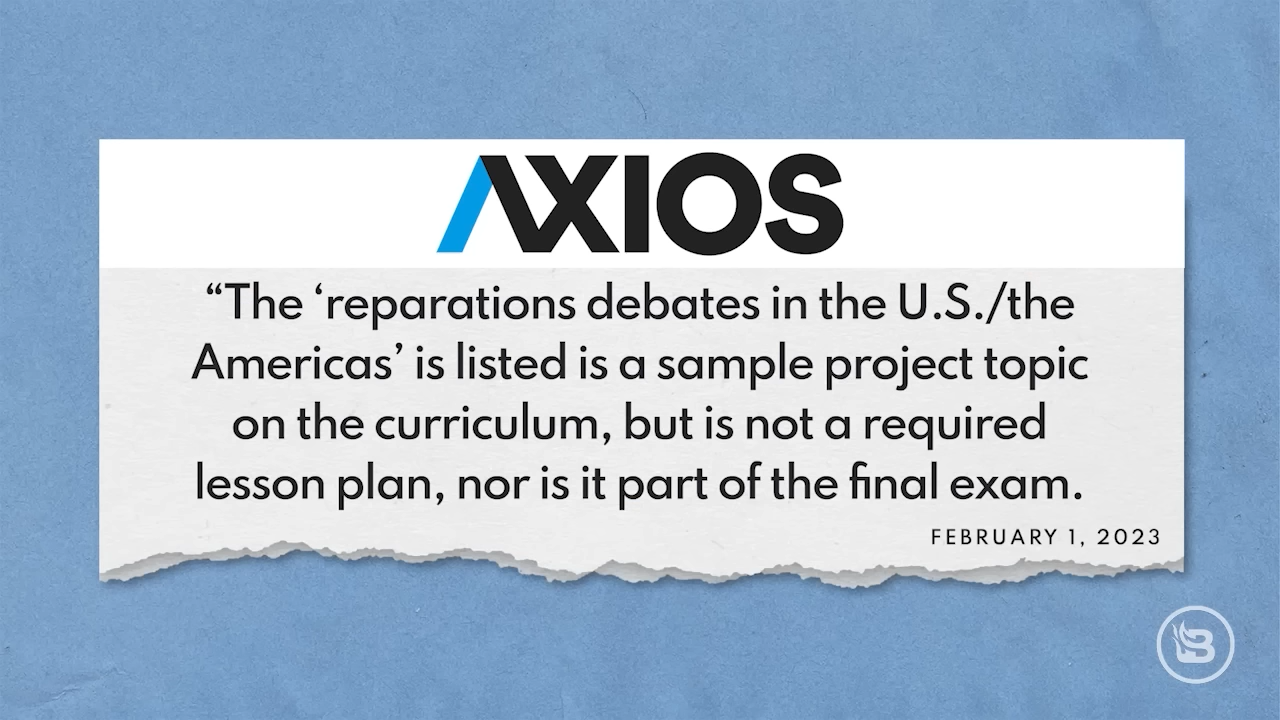 AXIOS
“The ‘reparations debates in the U.S./the
Americas’ is listed is a sample project topic
on the curriculum, but is not a required
lesson plan, nor is it part of the final exam.
FEBRUARY 1, 2023
B